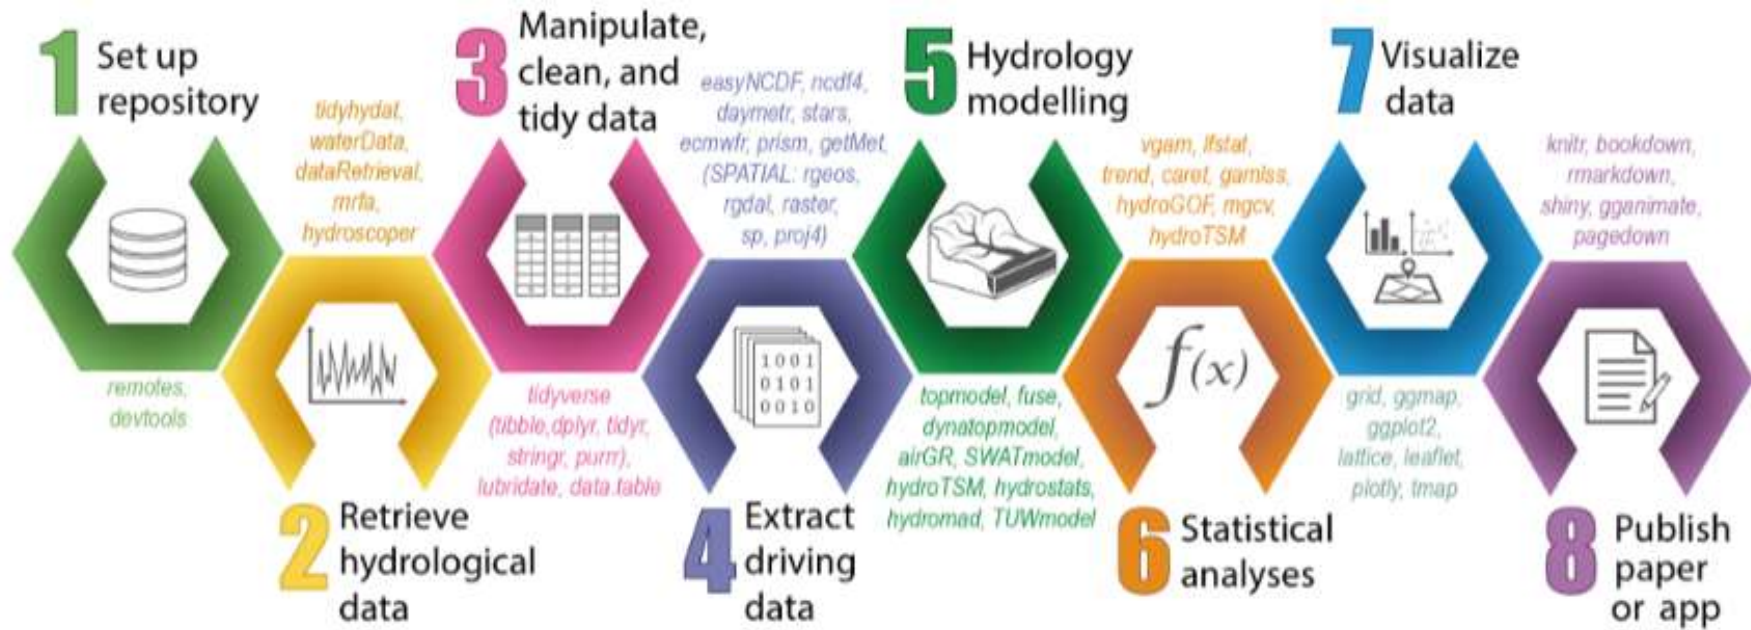 1 Set up
repository
remotes,
devtools
tidyhydat,
waterData,
dataRetrieval,
mrfa,
hydroscoper
2 Retrieve
hydrological
data
3 Manipulate,
clean, and
tidy data
tidyverse
(tibble,dplyr, tidyr,
stringr, purrr),
lubridate, data.table
easyNCDF, ncdf4,
daymetr, stars,
ecmwfr, prism, getMet,
(SPATIAL: rgeos,
rgdal, raster,
sp, proj4)
1001
0101
0010
4 Extract
driving
data
5 Hydrology
modelling
topmodel, fuse,
dynatopmodel,
airGR, SWATmodel,
hydroTSM, hydrostats,
hydromad, TUWmodel
vgam, lfstat,
trend, caret, gamlss,
hydroGOF, mgcv,
hydroTSM
f(x)
6 Statistical
analyses
7 Visualize
data
grid, ggmap,
ggplot2,
lattice, leaflet,
plotly, tmap
knitr, bookdown,
rmarkdown,
shiny, gganimate,
pagedown
8 Publish
paper
or app